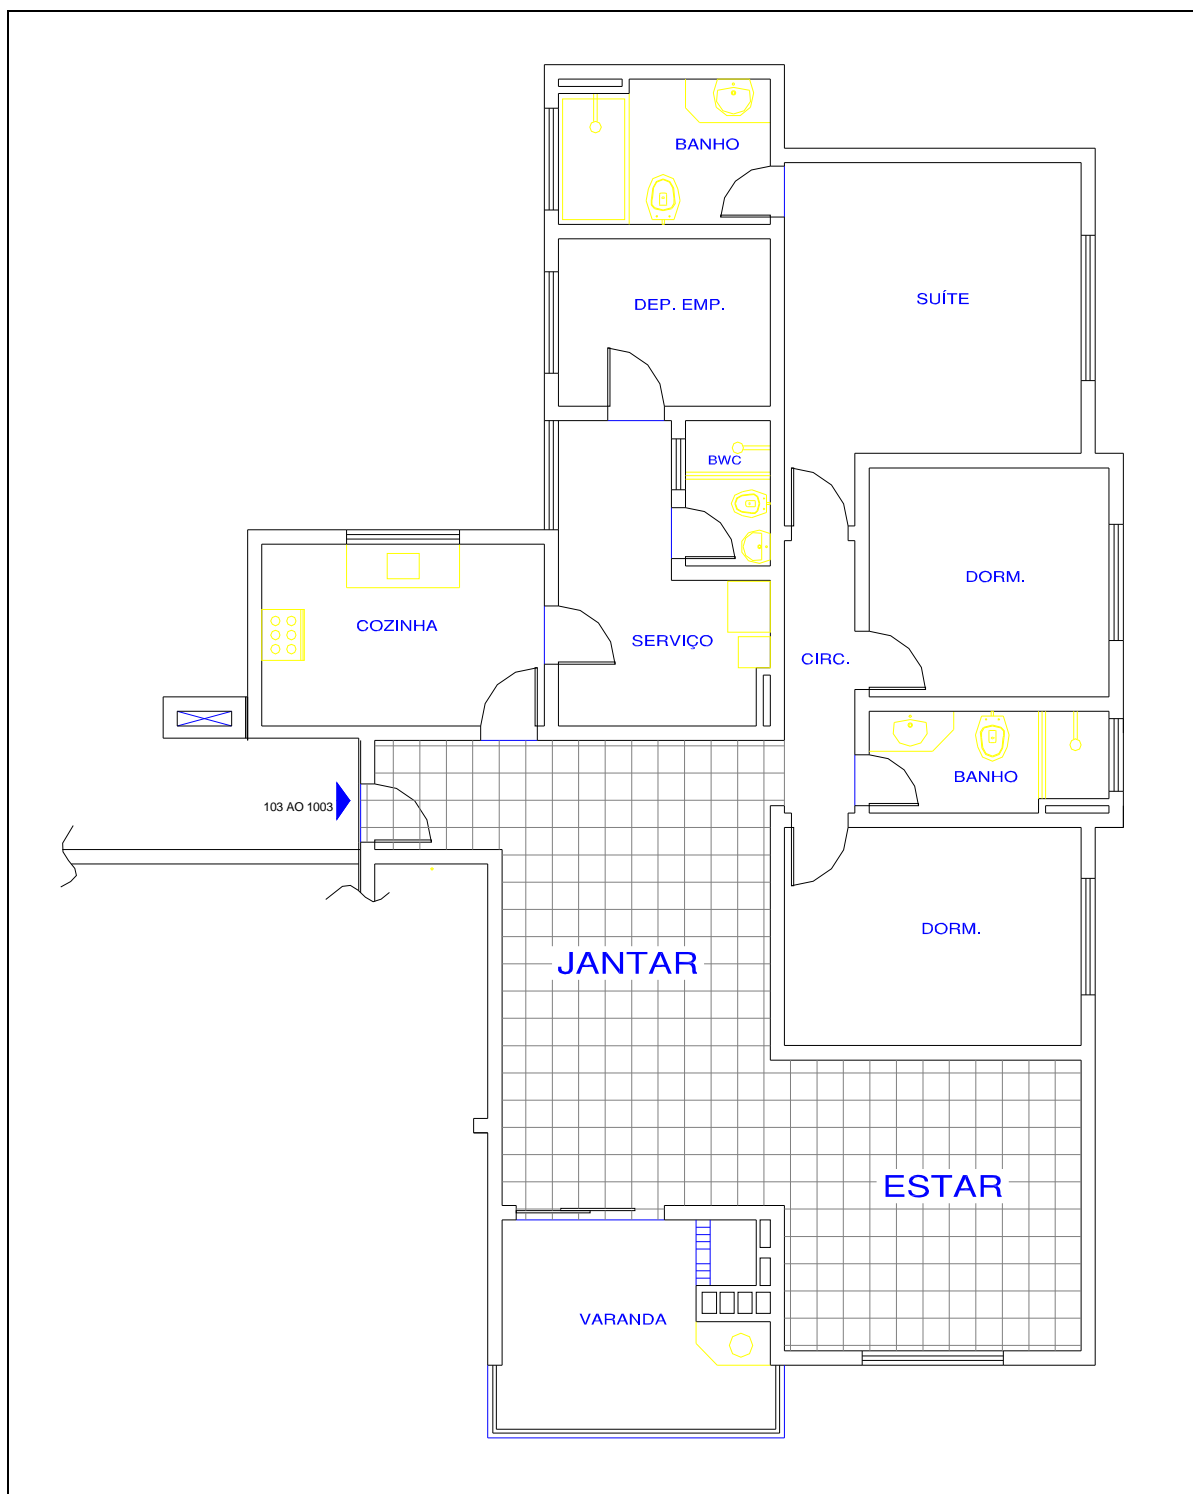 BANHO
SUÍTE
DEP. EMP.
BWC
DORM.
COZINHA
SERVIÇO
CIRC.
BANHO
103 AO 1003
DORM.
JANTAR
ESTAR
VARANDA